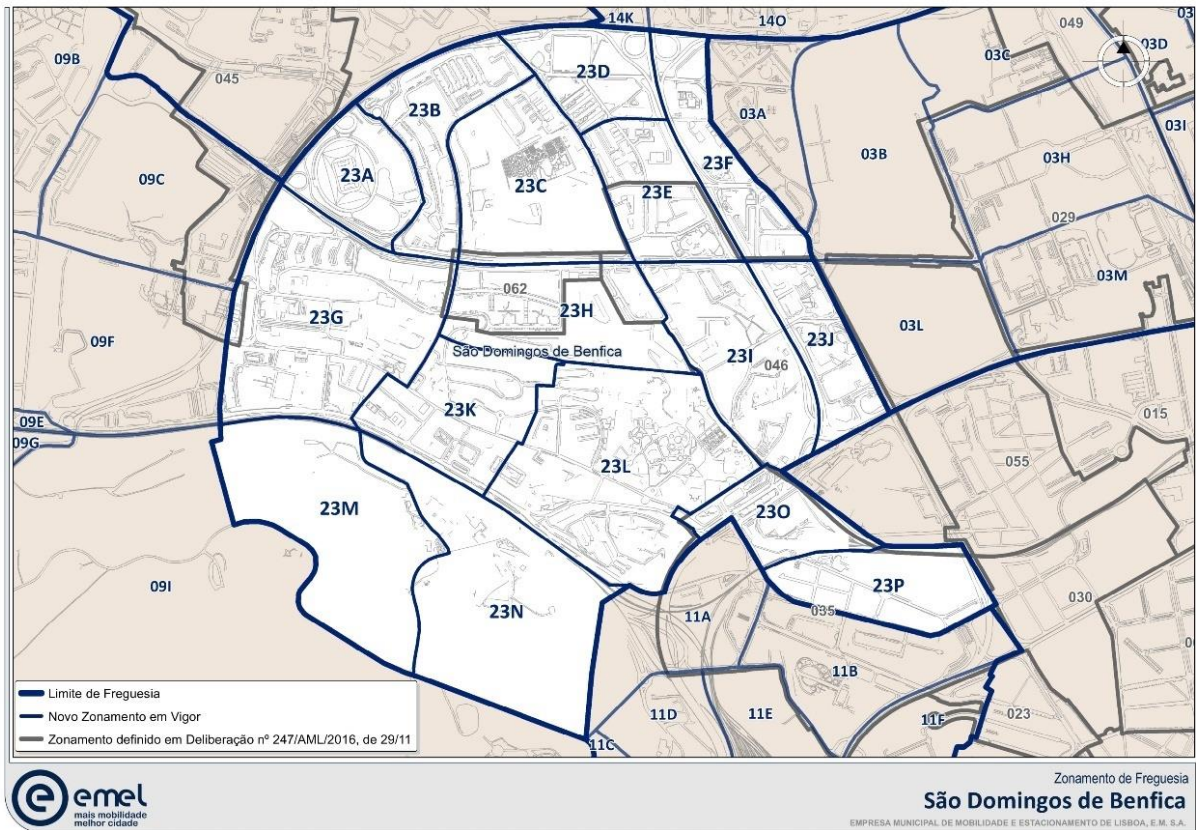 14K
14O
049
03D
09B
03C
23D
045
23B
03A
03I
23F
03B
03H
09C
23A
23C
23E
029
03M
062
23H
23G
03L
09F
23J
23I
São Domingos de Benfica
046
23K
09E
015
09G
055
23L
23M
23O
09I
23P
030
23N
035
11A
11B
11D
11E
11F
023
11C
Limite de Freguesia
Novo Zonamento em Vigor
Zonamento definido em Deliberação nº 247/AML/2016, de 29/11
emel
mais mobilidade
melhor cidade
Zonamento de Freguesia
São Domingos de Benfica
EMPRESA MUNICIPAL DE MOBILIDADE E ESTACIONAMENTO DE LISBOA, E.M. S.A.